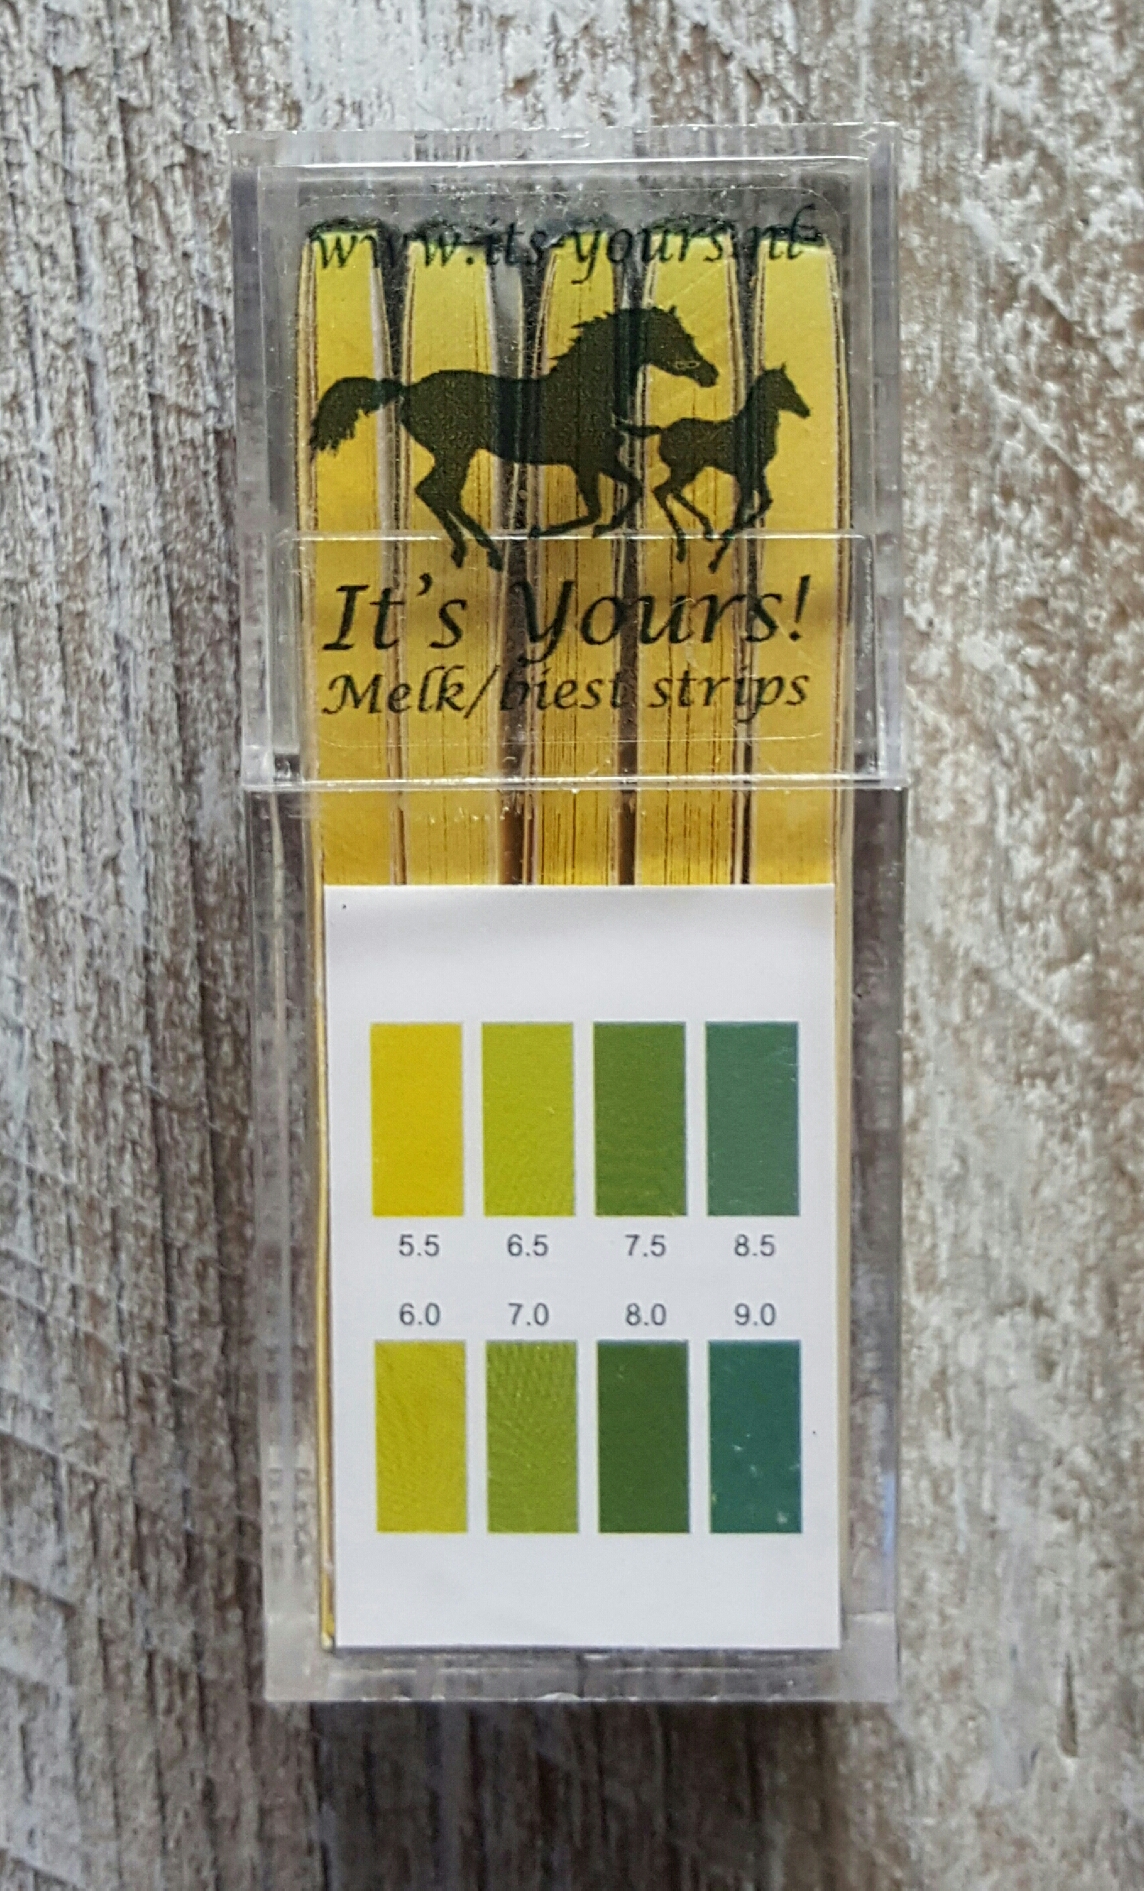 www.its-yours.nl
It's Yours!
Melk/biest strips
5.5 6.5 7.5 8.5
6.0 7.0 8.0 9.0